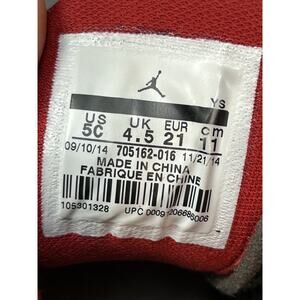 YS
US UK EUR cm
5C 4.5 21 11
09/10/14 705162-016 11/21/14
MADE IN CHINA
FABRIQUE EN CHINE
105301328